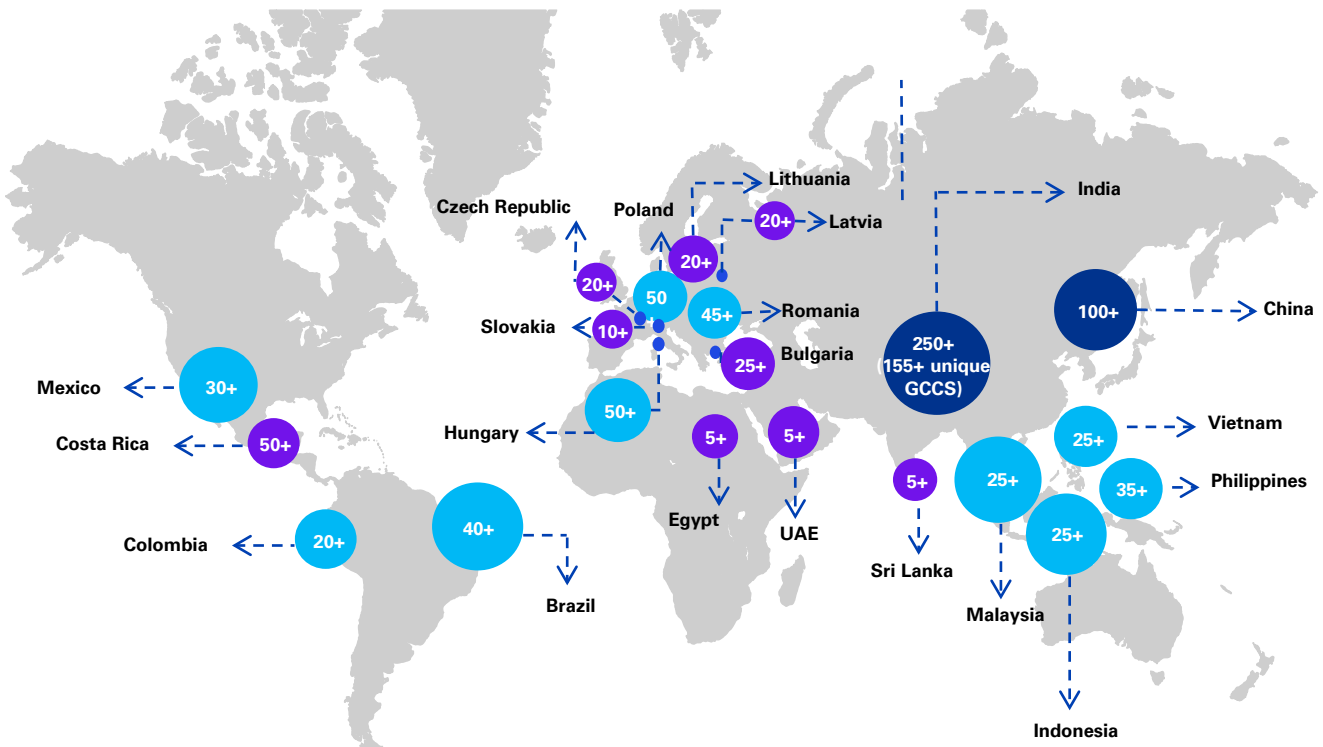 Lithuania
India
Czech Republic
Poland
20+
Latvia
20+
20+
50
45+
Romania
100+
China
Slovakia
10+
Bulgaria
25+
250+
(155+ unique
GCCS)
Mexico
30+
50+
Costa Rica
50+
Hungary
5+
5+
25+
Vietnam
5+
25+
35+
Philippines
Egypt
UAE
Colombia
20+
40+
25+
Sri Lanka
Brazil
Malaysia
Indonesia